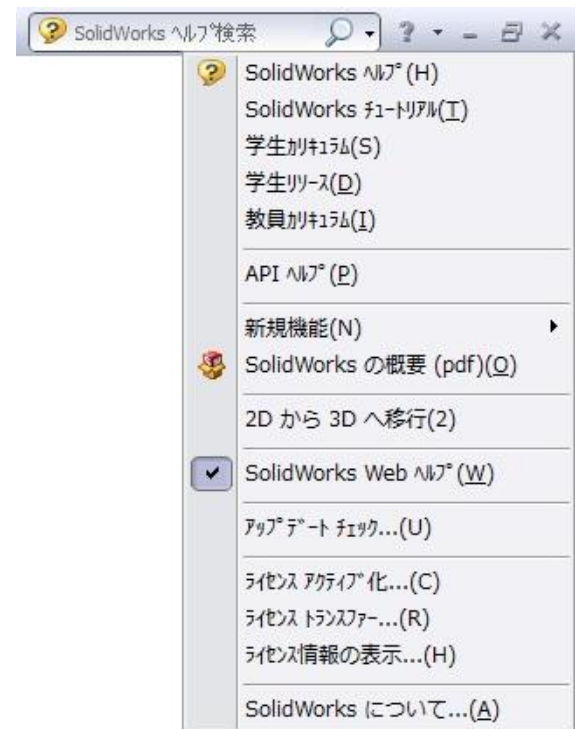 SolidWorks ﾍﾙﾌﾟ検索
SolidWorks ﾍﾙﾌﾟ(H)
SolidWorks ﾁｭｰﾄﾘｱﾙ(T)
学生ｶﾘｷｭﾗﾑ(S)
学生ﾘｿｰｽ(D)
教員ｶﾘｷｭﾗﾑ(I)
API ﾍﾙﾌﾟ(P)
新規機能(N)
SolidWorks の概要 (pdf)(O)
2D から 3D へ移行(2)
SolidWorks Web ﾍﾙﾌﾟ(W)
ｱｯﾌﾟﾃﾞｰﾄ ﾁｪｯｸ...(U)
ﾗｲｾﾝｽ ｱｸﾃｨﾌﾞ化...(C)
ﾗｲｾﾝｽ ﾄﾗﾝｽﾌｧｰ...(R)
ﾗｲｾﾝｽ情報の表示...(H)
SolidWorks について...(A)